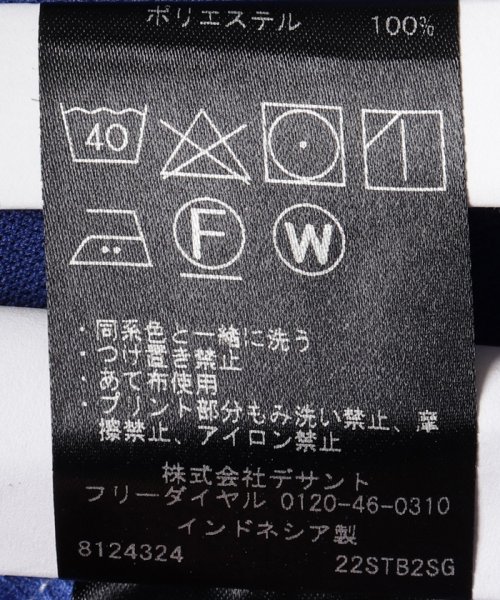 ポリエステル 100%
40
F W
・同系色と一緒に洗う
・つけ置き禁止
・あて布使用
・プリント部分もみ洗い禁止、摩
擦禁止、アイロン禁止
株式会社デサント
フリーダイヤル 0120-46-0310
インドネシア製
8124324 22STB2SG